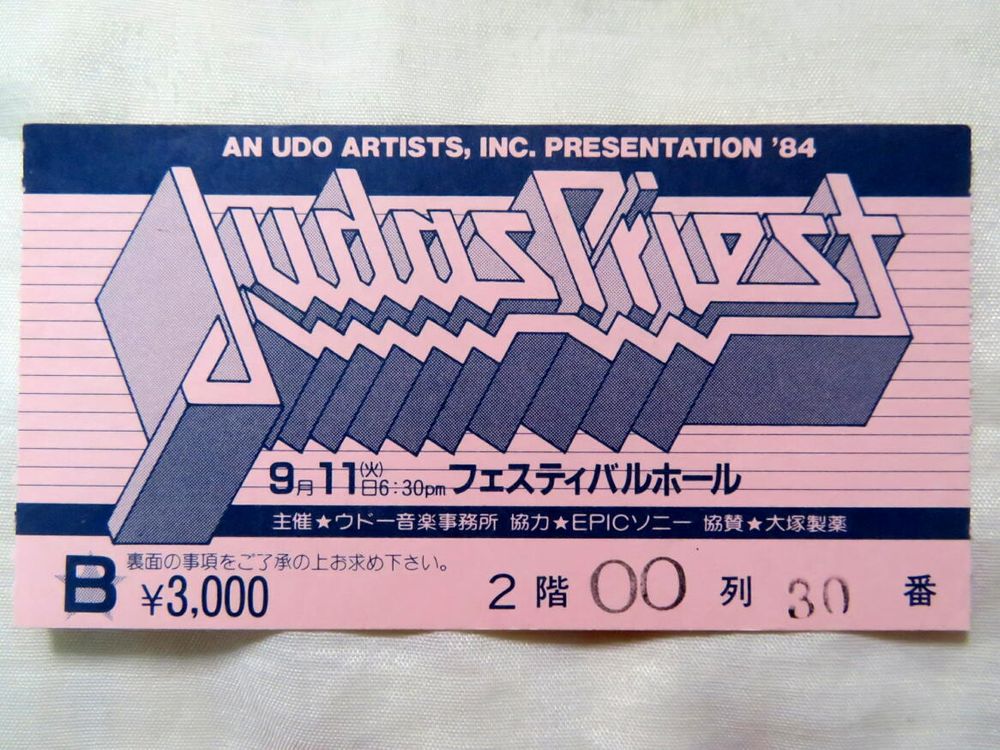 AN UDO ARTISTS, INC. PRESENTATION '84
Judas Priest
9月11日(火)6:30pm フェスティバルホール
主催★ウドー音楽事務所 協力★EPICソニー 協賛★大塚製薬
裏面の事項をご了承の上お求め下さい。
B ¥3,000 2階 OO 列 30 番